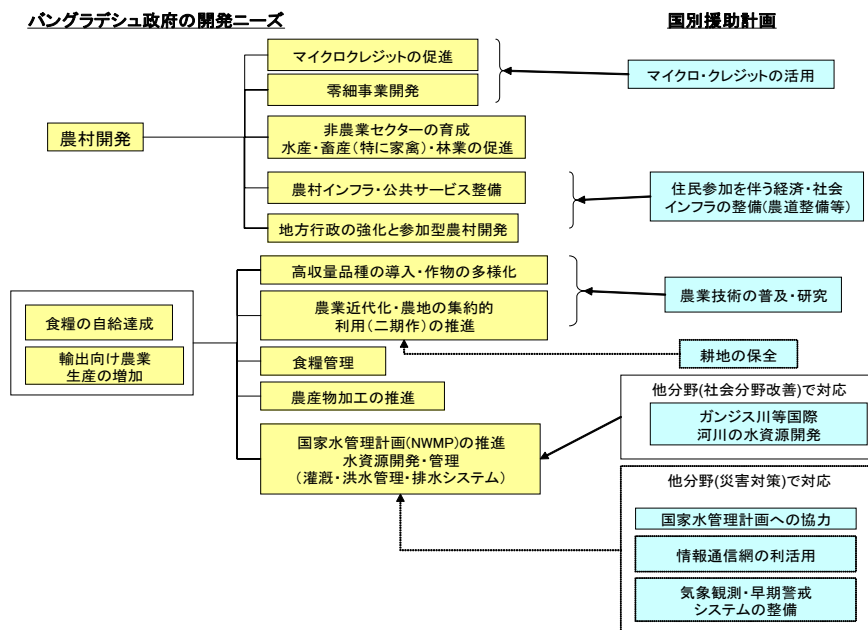 バングラデシュ政府の開発ニーズ
国別援助計画
マイクロクレジットの促進
零細事業開発
マイクロ・クレジットの活用
農村開発
非農業セクターの育成
水産・畜産(特に家禽)・林業の促進
農村インフラ・公共サービス整備
地方行政の強化と参加型農村開発
住民参加を伴う経済・社会
インフラの整備(農道整備等)
高収量品種の導入・作物の多様化
農業近代化・農地の集約的
利用(二期作)の推進
農業技術の普及・研究
食糧の自給達成
輸出向け農業
生産の増加
耕地の保全
食糧管理
農産物加工の推進
国家水管理計画(NWMP)の推進
水資源開発・管理
(灌漑・洪水管理・排水システム)
他分野(社会分野改善)で対応
ガンジス川等国際
河川の水資源開発
他分野(災害対策)で対応
国家水管理計画への協力
情報通信網の利活用
気象観測・早期警戒
システムの整備